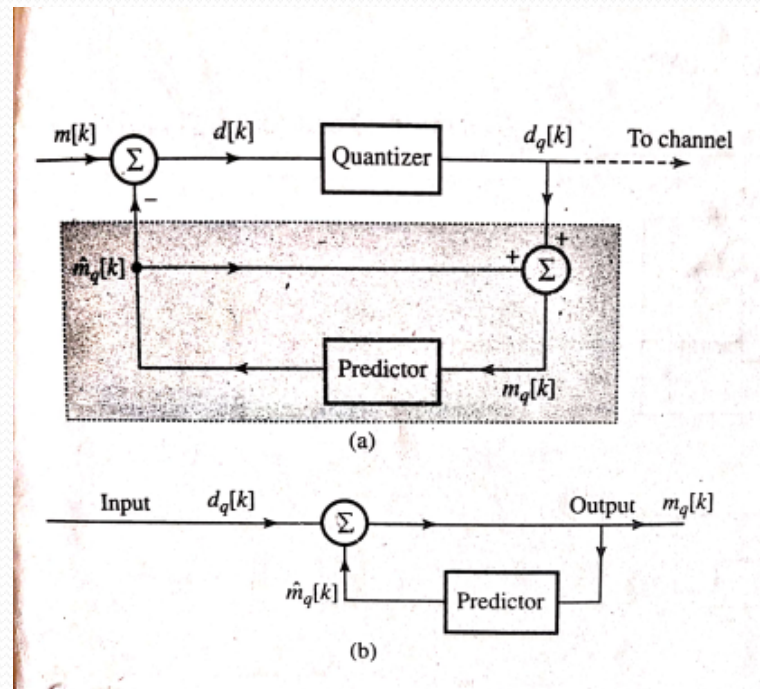 m[k] Σ d[k] Quantizer d_q[k] To channel
−
+
m̂_q[k] + Σ
Predictor
m_q[k]
(a)
Input d_q[k] Σ Output m_q[k]
m̂_q[k] Predictor
(b)